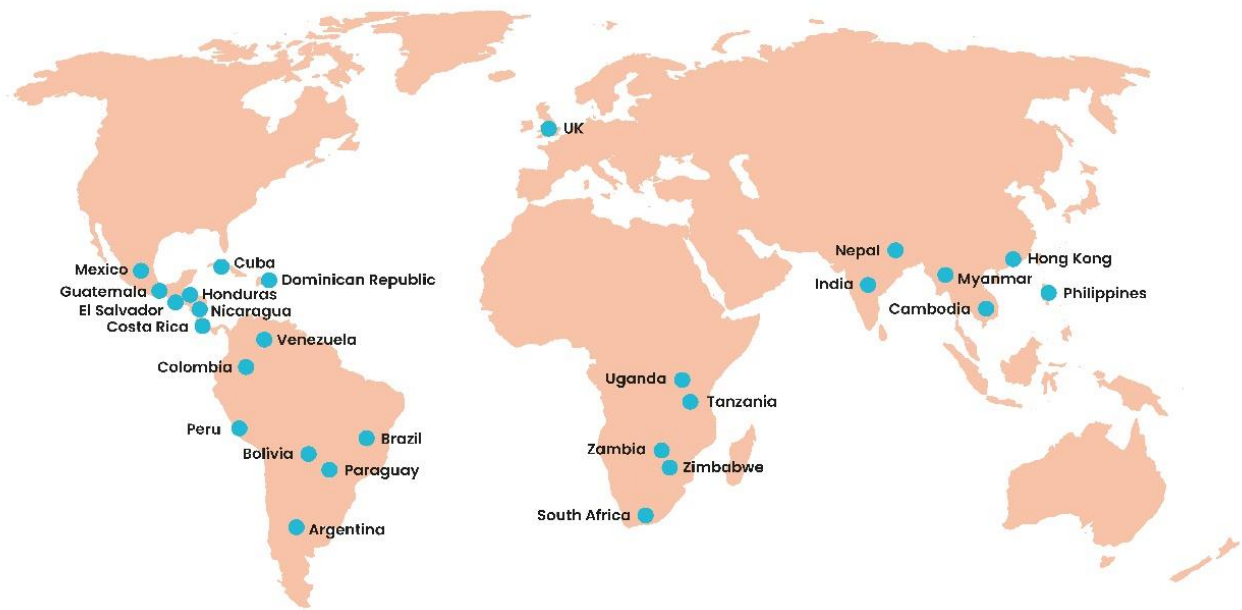 UK
Nepal
Hong Kong
Cuba
Mexico
Dominican Republic
Myanmar
India
Guatemala
Honduras
Philippines
El Salvador
Nicaragua
Cambodia
Costa Rica
Venezuela
Colombia
Uganda
Tanzania
Peru
Brazil
Bolivia
Zambia
Zimbabwe
Paraguay
South Africa
Argentina